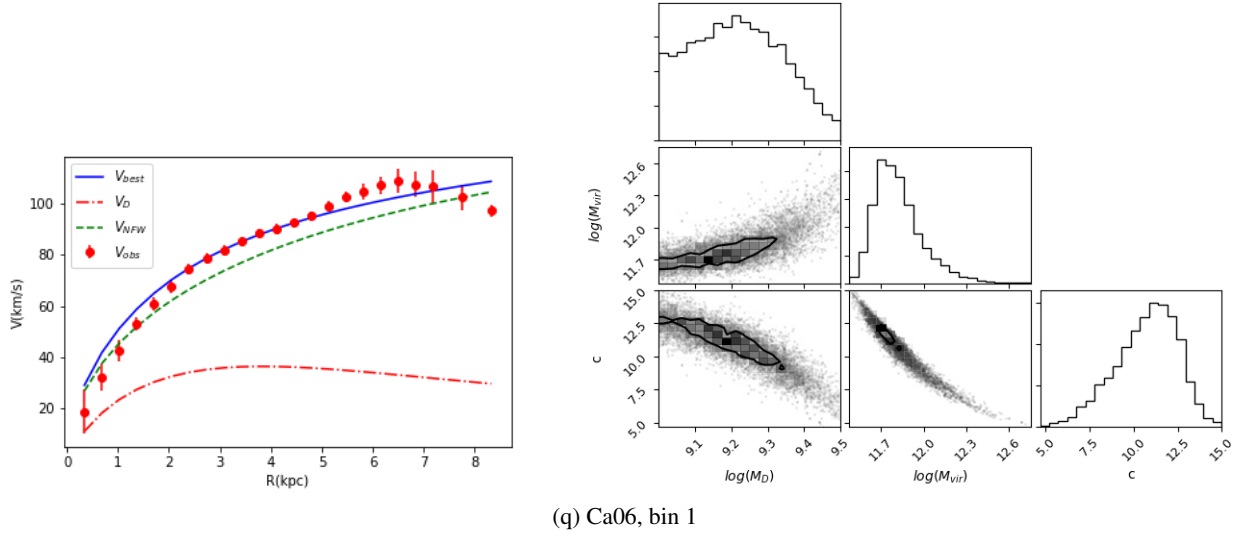 V_best
V_D
V_NFW
V_obs
V(km/s)
100
80
60
40
20
0 1 2 3 4 5 6 7 8
R(kpc)
log(M_vir)
12.6
12.3
12.0
11.7
c
15.0
12.5
10.0
7.5
5.0
9.1 9.2 9.3 9.4 9.5
log(M_D)
11.7 12.0 12.3 12.6
log(M_vir)
5.0 7.5 10.0 12.5 15.0
c
(q) Ca06, bin 1